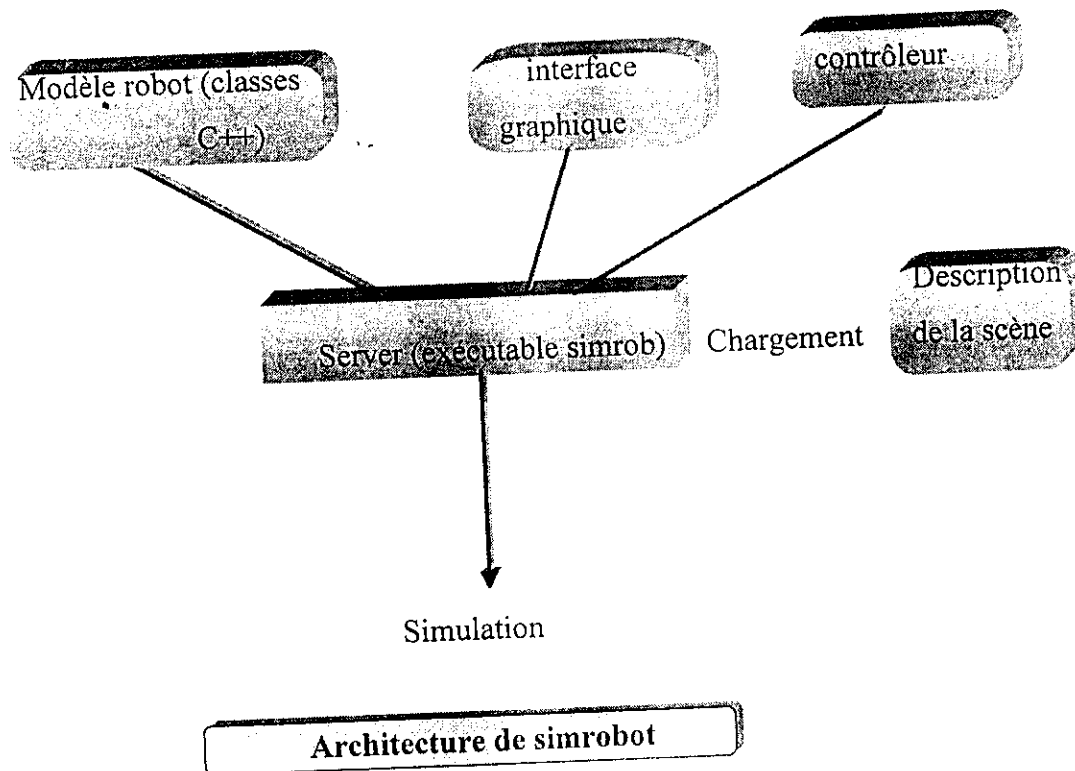 Modèle robot (classes
C++)
interface
graphique
contrôleur
Server (exécutable simrob)
Chargement
Description
de la scène
Simulation
Architecture de simrobot